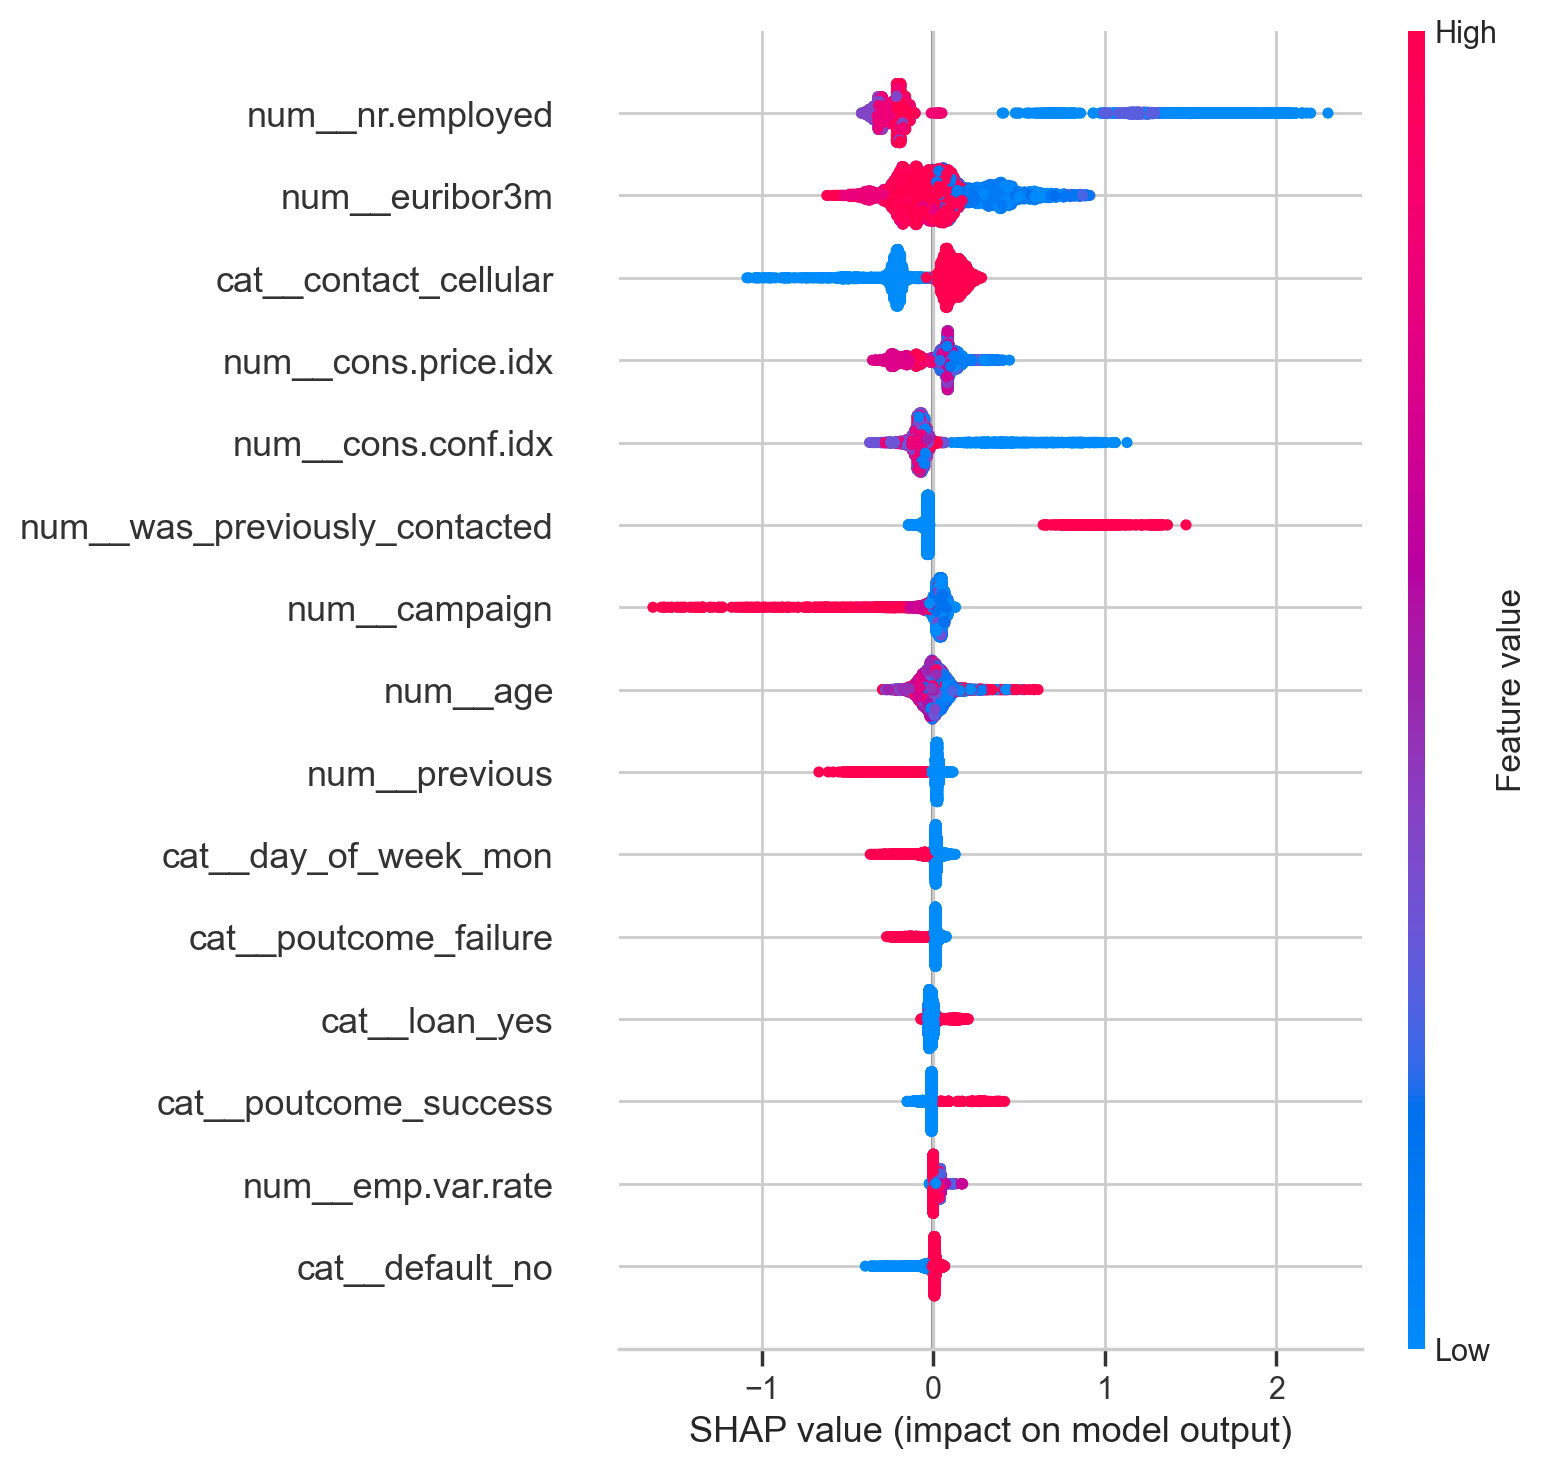 High
num__nr.employed
num__euribor3m
cat__contact_cellular
num__cons.price.idx
num__cons.conf.idx
num__was_previously_contacted
num__campaign
num__age
num__previous
cat__day_of_week_mon
cat__poutcome_failure
cat__loan_yes
cat__poutcome_success
num__emp.var.rate
cat__default_no
Feature value
Low
−1 0 1 2
SHAP value (impact on model output)